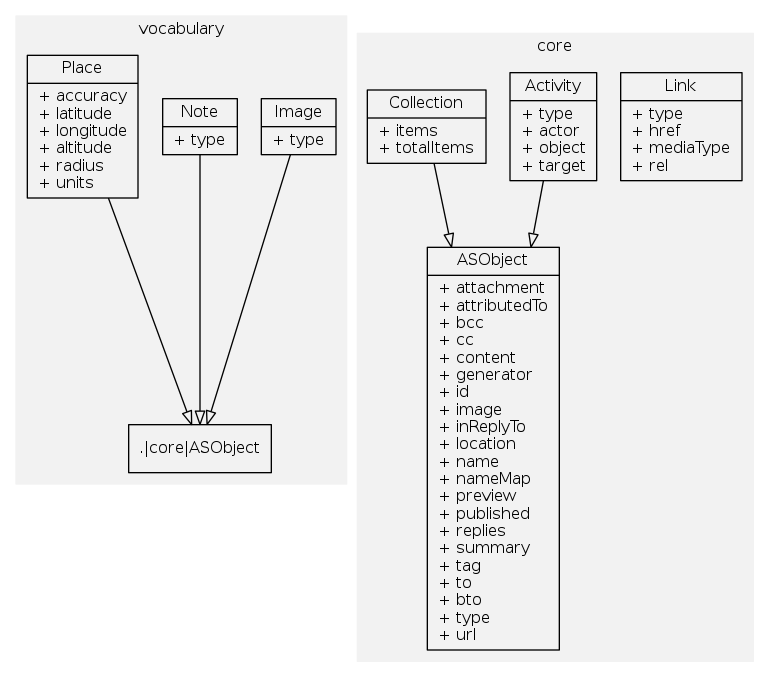 vocabulary
Place
+ accuracy
+ latitude
+ longitude
+ altitude
+ radius
+ units
Note
+ type
Image
+ type
.|core|ASObject
core
Collection
+ items
+ totalItems
Activity
+ type
+ actor
+ object
+ target
Link
+ type
+ href
+ mediaType
+ rel
ASObject
+ attachment
+ attributedTo
+ bcc
+ cc
+ content
+ generator
+ id
+ image
+ inReplyTo
+ location
+ name
+ nameMap
+ preview
+ published
+ replies
+ summary
+ tag
+ to
+ bto
+ type
+ url